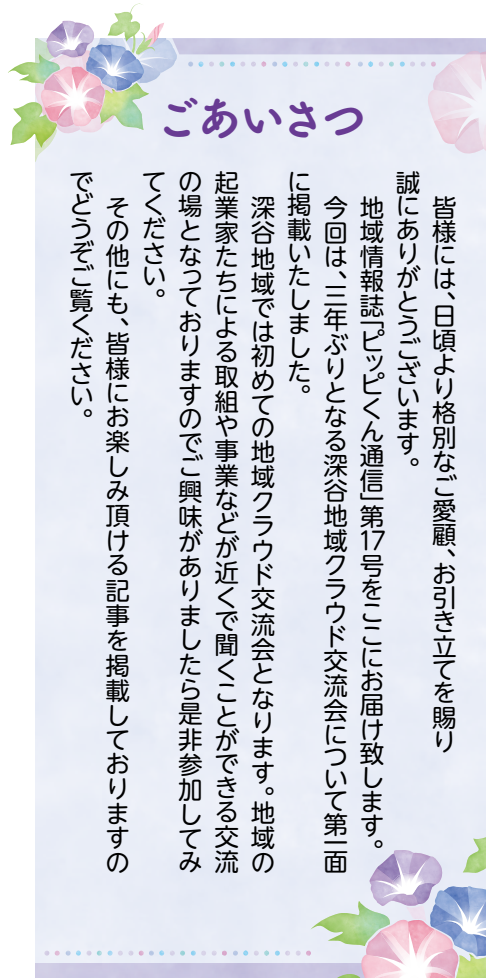 ごあいさつ
皆様には、日頃より格別なご愛顧、お引き立てを賜り
誠にありがとうございます。
地域情報誌『ピッピくん通信』第17号をここにお届け致します。
今回は、三年ぶりとなる深谷地域クラウド交流会について第一面
に掲載いたしました。
深谷地域では初めての地域クラウド交流会となります。地域の
起業家たちによる取組や事業などが近くで聞くことができる交流
の場となっておりますのでご興味がありましたら是非参加してみ
てください。
その他にも、皆様にお楽しみ頂ける記事を掲載しておりますの
でどうぞご覧ください。